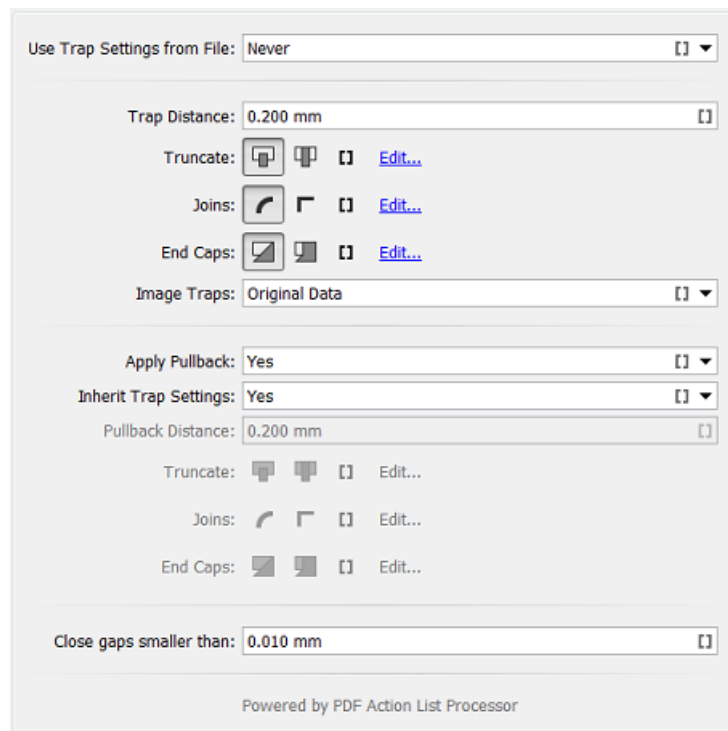 Use Trap Settings from File: Never []
Trap Distance: 0.200 mm []
Truncate: [] Edit...
Joins: [] Edit...
End Caps: [] Edit...
Image Traps: Original Data []
Apply Pullback: Yes []
Inherit Trap Settings: Yes []
Pullback Distance: 0.200 mm []
Truncate: [] Edit...
Joins: [] Edit...
End Caps: [] Edit...
Close gaps smaller than: 0.010 mm []
Powered by PDF Action List Processor